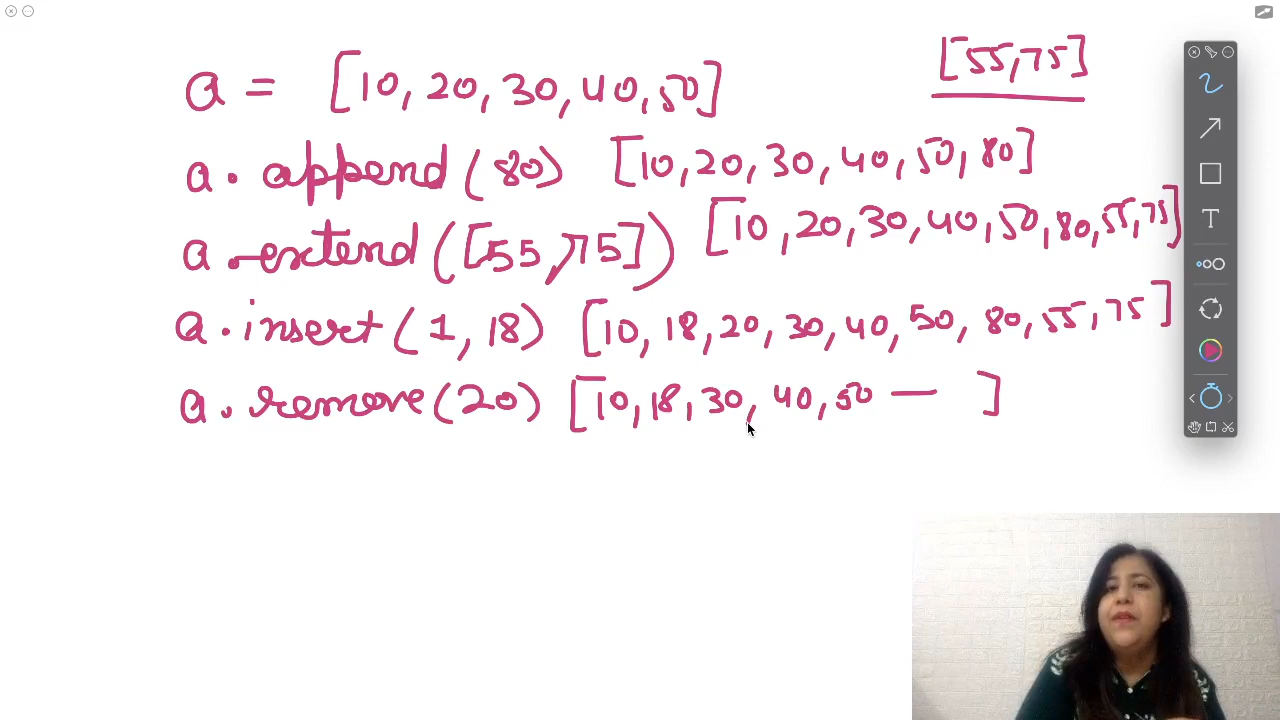 a = [10, 20, 30, 40, 50]
[55, 75]
a.append(80) [10, 20, 30, 40, 50, 80]
a.extend([55, 75]) [10, 20, 30, 40, 50, 80, 55, 75]
a.insert(1, 18) [10, 18, 20, 30, 40, 50, 80, 55, 75]
a.remove(20) [10, 18, 30, 40, 50 — ]
T